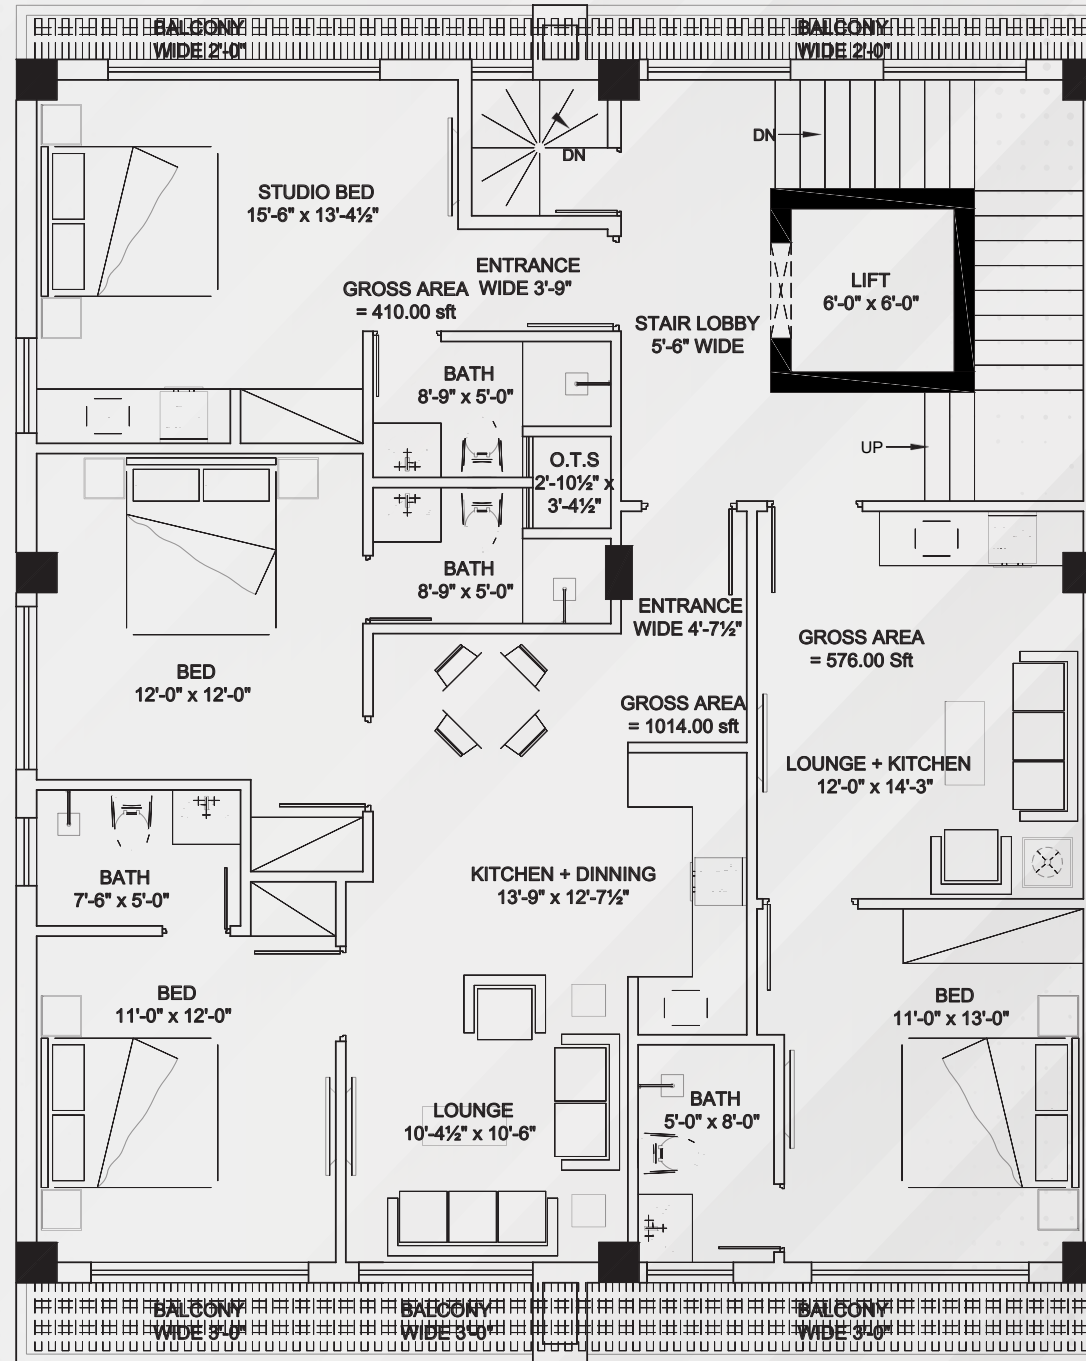 BALCONY
WIDE 2'-0"
BALCONY
WIDE 2'-0"
DN
DN
STUDIO BED
15'-6" x 13'-4½"
ENTRANCE
WIDE 3'-9"
GROSS AREA
= 410.00 sft
LIFT
6'-0" x 6'-0"
STAIR LOBBY
5'-6" WIDE
BATH
8'-9" x 5'-0"
UP
O.T.S
2'-10½" x
3'-4½"
BATH
8'-9" x 5'-0"
ENTRANCE
WIDE 4'-7½"
GROSS AREA
= 576.00 Sft
BED
12'-0" x 12'-0"
GROSS AREA
= 1014.00 sft
LOUNGE + KITCHEN
12'-0" x 14'-3"
BATH
7'-6" x 5'-0"
KITCHEN + DINNING
13'-9" x 12'-7½"
BED
11'-0" x 12'-0"
BED
11'-0" x 13'-0"
LOUNGE
10'-4½" x 10'-6"
BATH
5'-0" x 8'-0"
BALCONY
WIDE 3'-0"
BALCONY
WIDE 3'-0"
BALCONY
WIDE 3'-0"